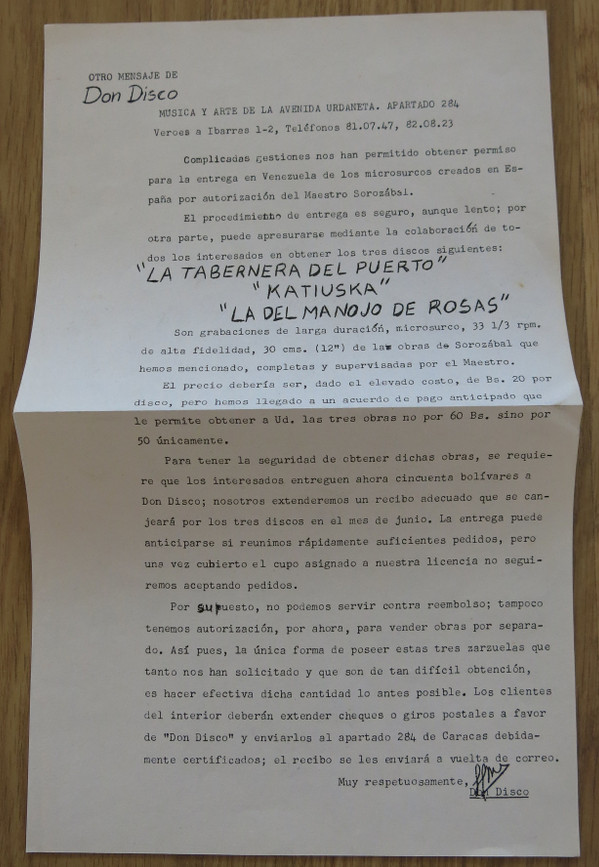 OTRO MENSAJE DE
Don Disco
MUSICA Y ARTE DE LA AVENIDA URDANETA. APARTADO 284
Veroes a Ibarras 1-2, Teléfonos 81.07.47, 82.08.23
Complicadas gestiones nos han permitido obtener permiso
para la entrega en Venezuela de los microsurcos creados en Es-
paña por autorización del Maestro Sorozábal.
El procedimiento de entrega es seguro, aunque lento; por
otra parte, puede apresurarse mediante la colaboración de to-
dos los interesados en obtener los tres discos siguientes:
"LA TABERNERA DEL PUERTO"
"KATIUSKA"
"LA DEL MANOJO DE ROSAS"
Son grabaciones de larga duración, microsurco, 33 1/3 rpm.
de alta fidelidad, 30 cms. (12") de las obras de Sorozábal que
hemos mencionado, completas y supervisadas por el Maestro.
El precio debería ser, dado el elevado costo, de Bs. 20 por
disco, pero hemos llegado a un acuerdo de pago anticipado que
le permite obtener a Ud. las tres obras no por 60 Bs. sino por
50 únicamente.
Para tener la seguridad de obtener dichas obras, se requie-
re que los interesados entreguen ahora cincuenta bolívares a
Don Disco; nosotros extenderemos un recibo adecuado que se can-
jeará por los tres discos en el mes de junio. La entrega puede
anticiparse si reunimos rápidamente suficientes pedidos, pero
una vez cubierto el cupo asignado a nuestra licencia no segui-
remos aceptando pedidos.
Por supuesto, no podemos servir contra reembolso; tampoco
tenemos autorización, por ahora, para vender obras por separa-
do. Así pues, la única forma de poseer estas tres zarzuelas que
tanto nos han solicitado y que son de tan difícil obtención,
es hacer efectiva dicha cantidad lo antes posible. Los clientes
del interior deberán extender cheques o giros postales a favor
de "Don Disco" y enviarlos al apartado 284 de Caracas debida-
mente certificados; el recibo se les enviará a vuelta de correo.
Muy respetuosamente,
Don Disco